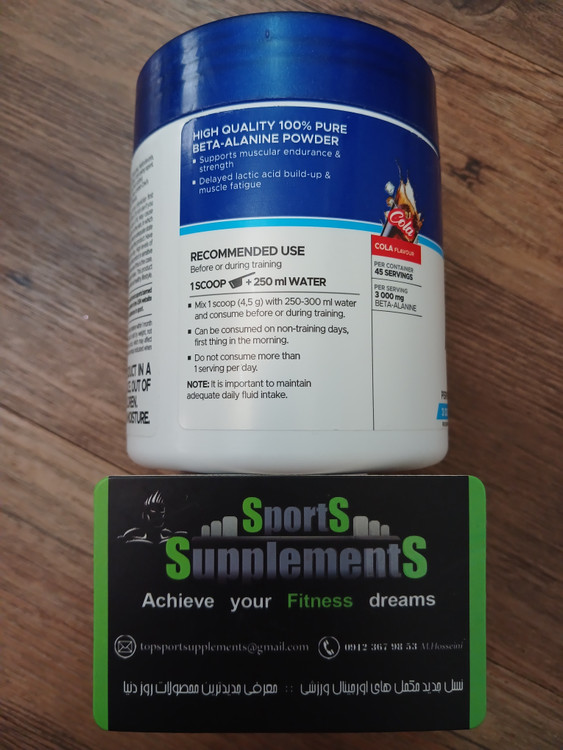 HIGH QUALITY 100% PURE
BETA-ALANINE POWDER
Supports muscular endurance &
strength
Delayed lactic acid build-up &
muscle fatigue
Cola
COLA FLAVOUR
PER CONTAINER
45 SERVINGS
PER SERVING
3 000 mg
BETA-ALANINE
RECOMMENDED USE
Before or during training
1 SCOOP + 250 ml WATER
Mix 1 scoop (4,5 g) with 250-300 ml water
and consume before or during training.
Can be consumed on non-training days,
first thing in the morning.
Do not consume more than
1 serving per day.
NOTE: It is important to maintain
adequate daily fluid intake.
SportS
SupplementS
Achieve your Fitness dreams
topsportsupplements@gmail.com 0912 367 98 53 M.Hosseini
نسل جدید مکمل های اورجینال ورزشی :: معرفی جدیدترین محصولات روز دنیا